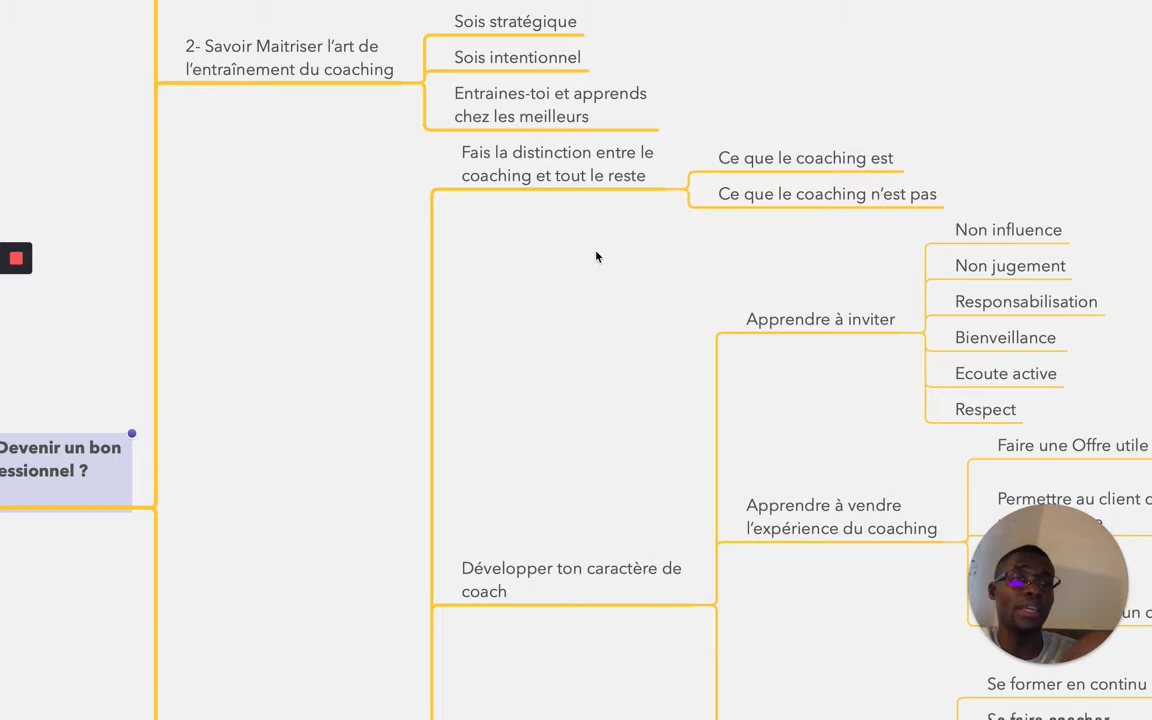 Sois stratégique
2- Savoir Maitriser l’art de
l’entraînement du coaching
Sois intentionnel
Entraines-toi et apprends
chez les meilleurs
Fais la distinction entre le
coaching et tout le reste
Ce que le coaching est
Ce que le coaching n’est pas
Non influence
Non jugement
Apprendre à inviter
Responsabilisation
Bienveillance
Ecoute active
Respect
Devenir un bon
essionnel ?
Faire une Offre utile
Apprendre à vendre
l’expérience du coaching
Permettre au client
un
Développer ton caractère de
coach
Se former en continu
Se faire coacher